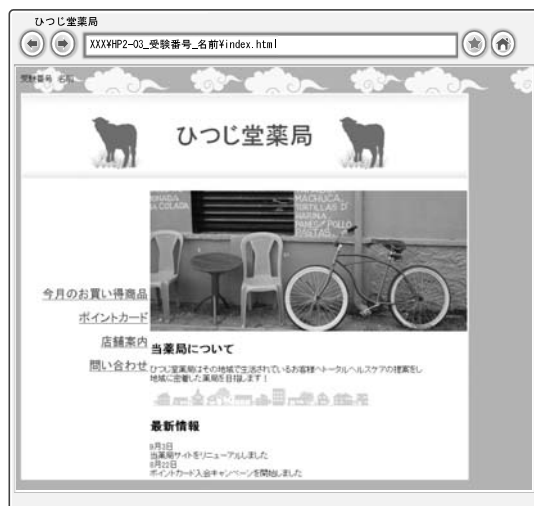 ひつじ堂薬局
XXX¥HP2-03_受験番号_名前¥index.html
受験番号 名前
ひつじ堂薬局
MACHUCA,
TORTILLAS D
HARINA,
PANES POLLO
今月のお買い得商品
ポイントカード
店舗案内
問い合わせ
当薬局について
ひつじ堂薬局はその地域で生活されているお客様へトータルヘルスケアの提案をし
地域に密着した薬局を目指します!
最新情報
9月3日
当薬局サイトをリニューアルしました
8月22日
ポイントカード入会キャンペーンを開始しました